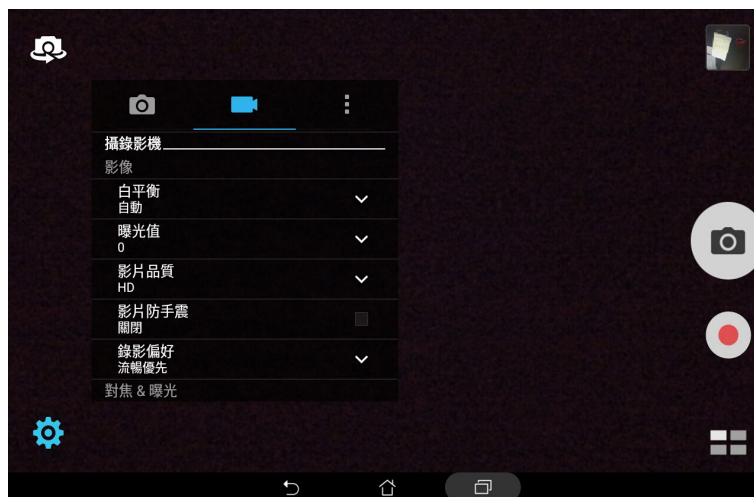 攝錄影機
影像
白平衡
自動
曝光值
0
影片品質
HD
影片防手震
關閉
錄影偏好
流暢優先
對焦 & 曝光